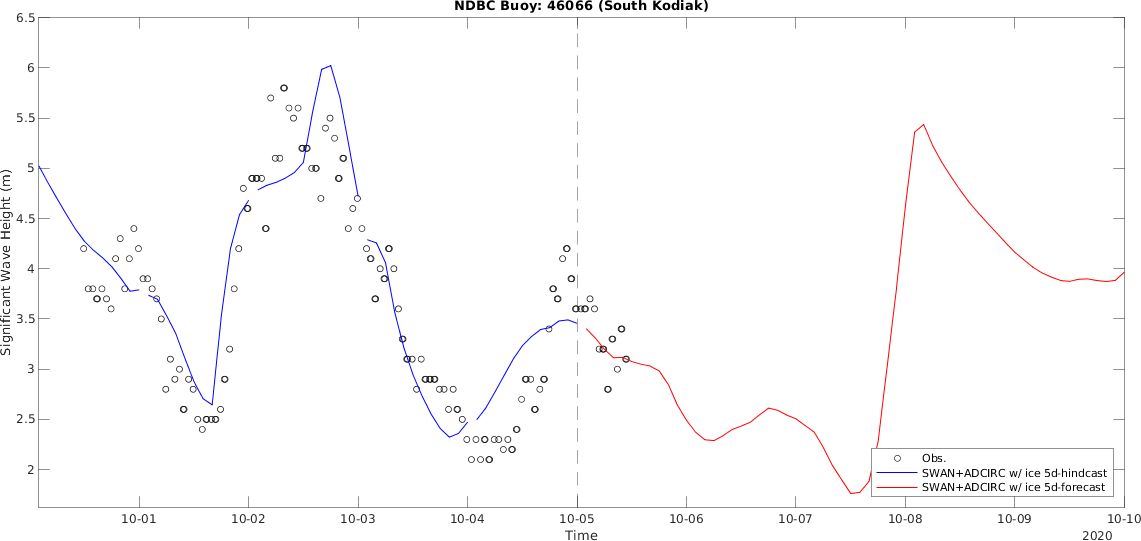 NDBC Buoy: 46066 (South Kodiak)
6.5
6
5.5
5
4.5
4
3.5
3
2.5
2
Significant Wave Height (m)
Obs.
SWAN+ADCIRC w/ ice 5d-hindcast
SWAN+ADCIRC w/ ice 5d-forecast
10-01 10-02 10-03 10-04 10-05 10-06 10-07 10-08 10-09 10-10
Time
2020